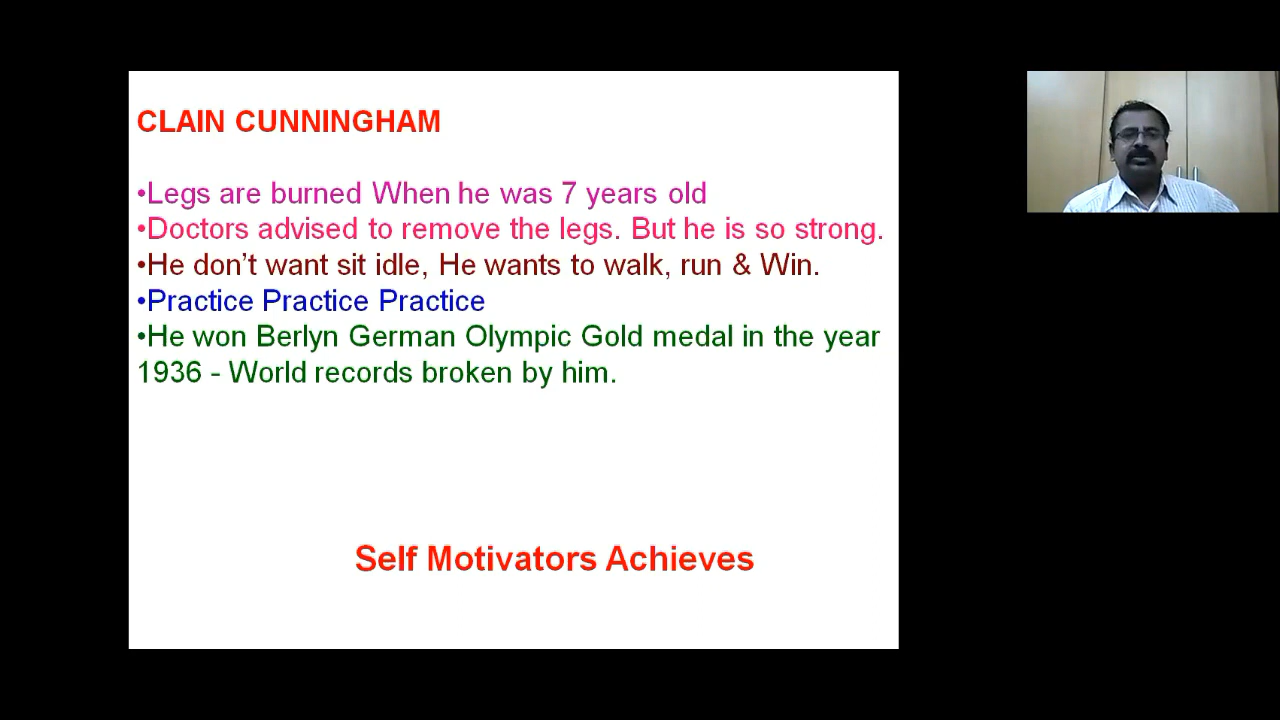 CLAIN CUNNINGHAM
•Legs are burned When he was 7 years old
•Doctors advised to remove the legs. But he is so strong.
•He don’t want sit idle, He wants to walk, run & Win.
•Practice Practice Practice
•He won Berlyn German Olympic Gold medal in the year
1936 - World records broken by him.
Self Motivators Achieves